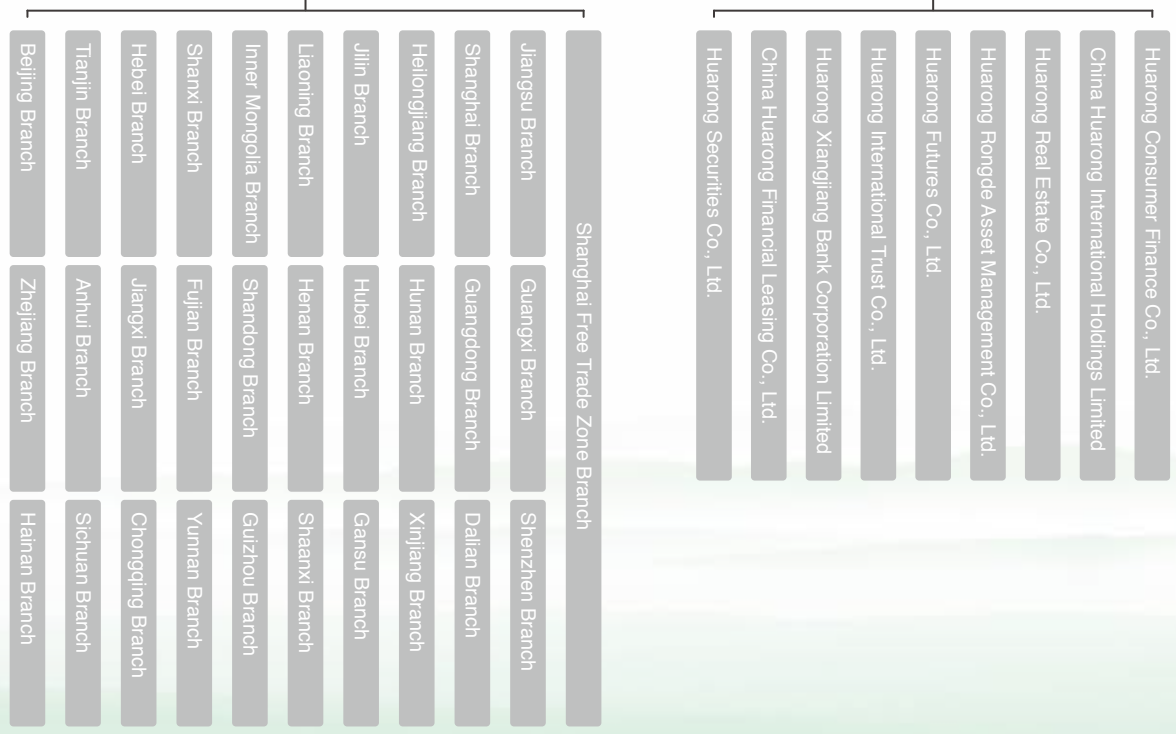 Beijing Branch
Tianjin Branch
Hebei Branch
Shanxi Branch
Inner Mongolia Branch
Liaoning Branch
Jilin Branch
Heilongjiang Branch
Shanghai Branch
Jiangsu Branch
Zhejiang Branch
Anhui Branch
Jiangxi Branch
Fujian Branch
Shandong Branch
Henan Branch
Hubei Branch
Hunan Branch
Guangdong Branch
Guangxi Branch
Hainan Branch
Sichuan Branch
Chongqing Branch
Yunnan Branch
Guizhou Branch
Shaanxi Branch
Gansu Branch
Xinjiang Branch
Dalian Branch
Shenzhen Branch
Shanghai Free Trade Zone Branch
Huarong Securities Co., Ltd.
China Huarong Financial Leasing Co., Ltd.
Huarong Xiangjiang Bank Corporation Limited
Huarong International Trust Co., Ltd.
Huarong Futures Co., Ltd.
Huarong Rongde Asset Management Co., Ltd.
Huarong Real Estate Co., Ltd.
China Huarong International Holdings Limited
Huarong Consumer Finance Co., Ltd.